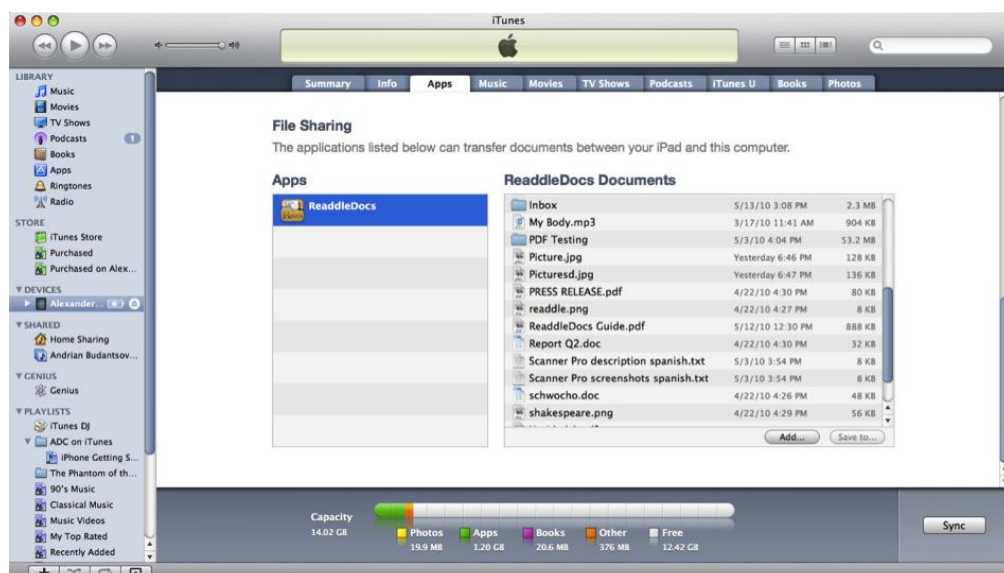 iTunes
LIBRARY
Music
Movies
TV Shows
Podcasts 1
Books
Apps
Ringtones
Radio
STORE
iTunes Store
Purchased
Purchased on Alex...
DEVICES
Alexander...
SHARED
Home Sharing
Andrian Budantsov...
GENIUS
Genius
PLAYLISTS
iTunes DJ
ADC on iTunes
iPhone Getting S...
The Phantom of th...
90's Music
Classical Music
Music Videos
My Top Rated
Recently Added
Summary Info Apps Music Movies TV Shows Podcasts iTunes U Books Photos
File Sharing
The applications listed below can transfer documents between your iPad and this computer.
Apps
ReaddleDocs
ReaddleDocs Documents
Inbox 5/13/10 3:08 PM 2.3 MB
My Body.mp3 3/17/10 11:41 AM 904 KB
PDF Testing 5/3/10 4:04 PM 53.2 MB
Picture.jpg Yesterday 6:46 PM 128 KB
Picturesd.jpg Yesterday 6:47 PM 136 KB
PRESS RELEASE.pdf 4/22/10 4:30 PM 80 KB
readdle.png 4/22/10 4:27 PM 8 KB
ReaddleDocs Guide.pdf 5/12/10 12:30 PM 888 KB
Report Q2.doc 4/22/10 4:30 PM 32 KB
Scanner Pro description spanish.txt 5/3/10 3:54 PM 8 KB
Scanner Pro screenshots spanish.txt 5/3/10 3:54 PM 8 KB
schwocho.doc 4/22/10 4:26 PM 48 KB
shakespeare.png 4/22/10 4:29 PM 56 KB
Add... Save to...
Capacity
14.02 GB
Photos
19.9 MB
Apps
1.20 GB
Books
20.6 MB
Other
376 MB
Free
12.42 GB
Sync